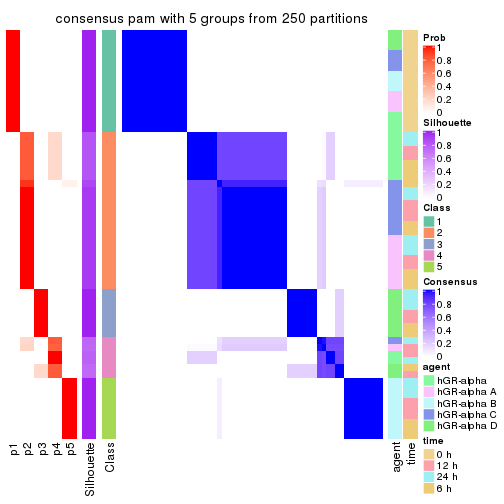 consensus pam with 5 groups from 250 partitions
Prob
1
0.8
0.6
0.4
0.2
0
Silhouette
1
0.8
0.6
0.4
0.2
0
Class
1
2
3
4
5
Consensus
1
0.8
0.6
0.4
0.2
0
agent
hGR-alpha
hGR-alpha A
hGR-alpha B
hGR-alpha C
hGR-alpha D
time
0 h
12 h
24 h
6 h
p1
p2
p3
p4
p5
Silhouette
Class
agent
time